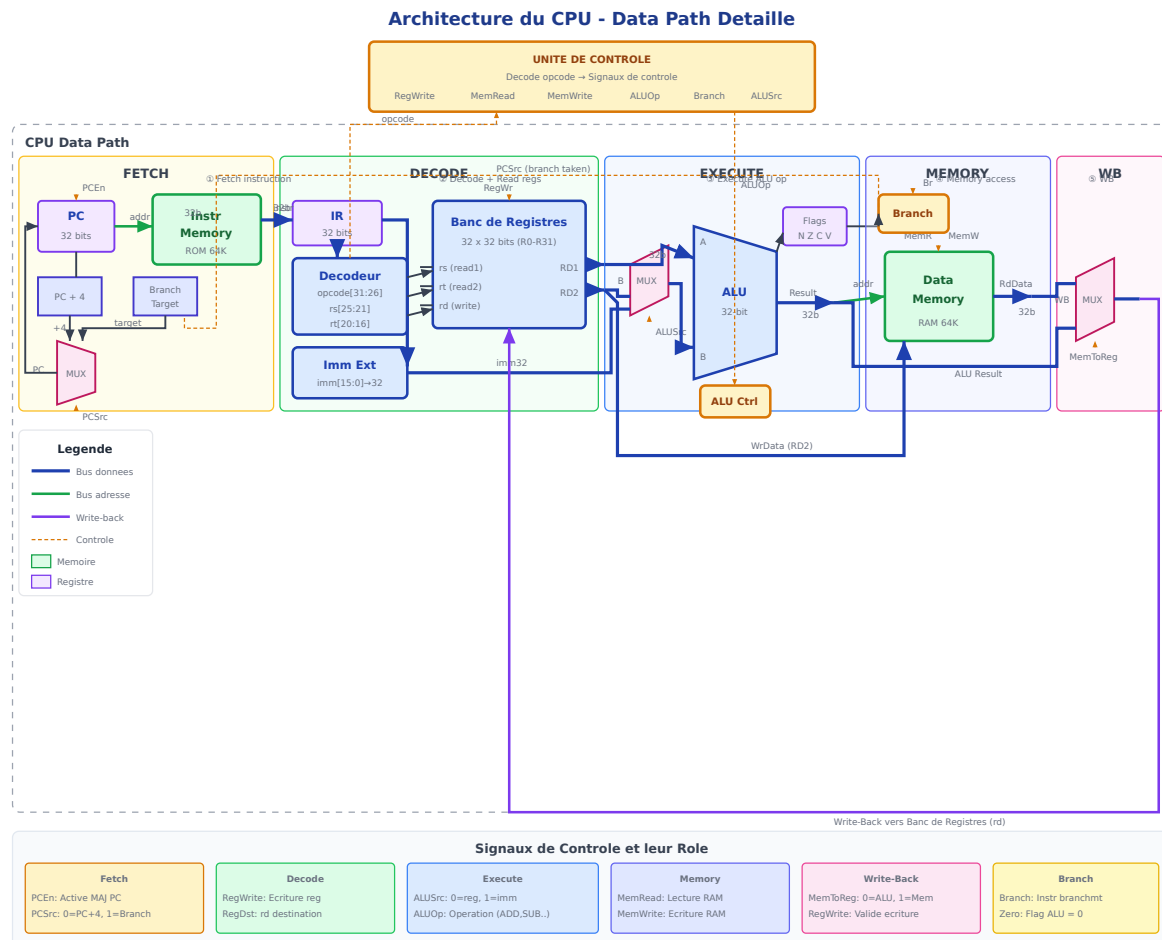 Architecture du CPU - Data Path Detaille
UNITE DE CONTROLE
Decode opcode → Signaux de controle
RegWrite MemRead MemWrite ALUOp Branch ALUSrc
opcode
CPU Data Path
FETCH
① Fetch instruction
PCEn
PC
32 bits
addr
32b
Instr
Memory
ROM 64K
PC + 4
Branch
Target
+4
target
PC
MUX
PCSrc
DECODE
② Decode + Read regs
PCSrc (branch taken)
RegWr
32b
IR
32 bits
Decodeur
opcode[31:26]
rs[25:21]
rt[20:16]
Imm Ext
imm[15:0]→32
Banc de Registres
32 x 32 bits (R0-R31)
rs (read1)
rt (read2)
rd (write)
RD1
RD2
imm32
EXECUTE
③ Execute ALU op
ALUOp
32b
B
MUX
ALUSrc
A
ALU
32-bit
B
Flags
N Z C V
Result
32b
ALU Ctrl
WrData (RD2)
MEMORY
④ Memory access
Br
Branch
MemR MemW
addr
Data
Memory
RAM 64K
RdData
32b
ALU Result
WB
⑤ WB
WB
MUX
MemToReg
Legende
Bus donnees
Bus adresse
Write-back
Controle
Memoire
Registre
Write-Back vers Banc de Registres (rd)
Signaux de Controle et leur Role
Fetch
PCEn: Active MAJ PC
PCSrc: 0=PC+4, 1=Branch
Decode
RegWrite: Ecriture reg
RegDst: rd destination
Execute
ALUSrc: 0=reg, 1=imm
ALUOp: Operation (ADD,SUB..)
Memory
MemRead: Lecture RAM
MemWrite: Ecriture RAM
Write-Back
MemToReg: 0=ALU, 1=Mem
RegWrite: Valide ecriture
Branch
Branch: Instr branchmt
Zero: Flag ALU = 0